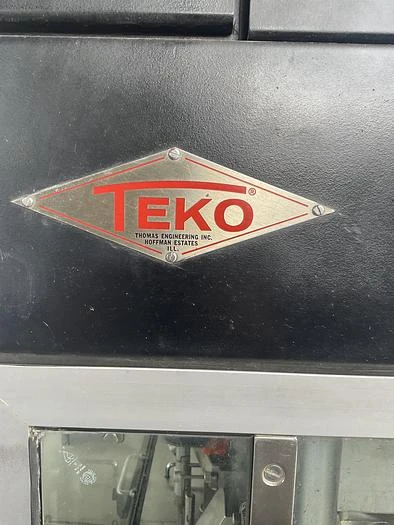 TEKO®
THOMAS ENGINEERING INC.
HOFFMAN ESTATES
ILL.